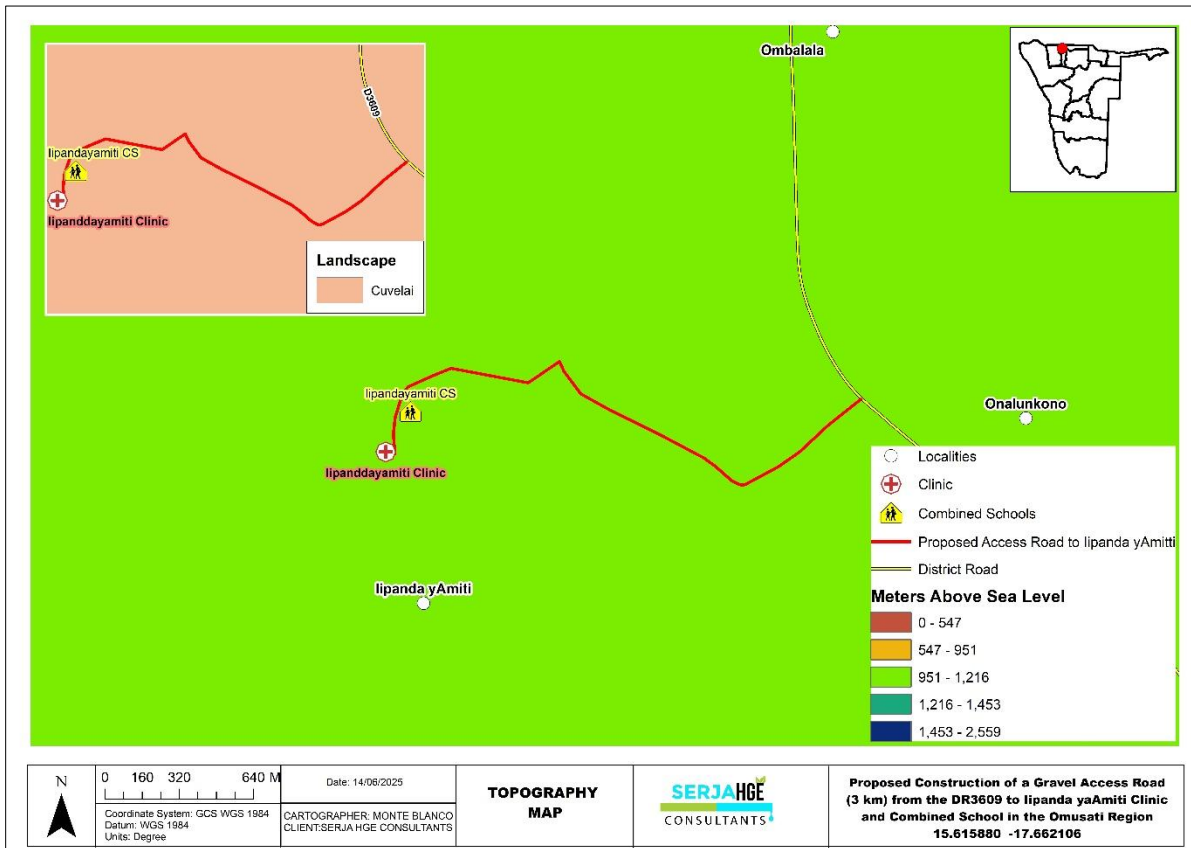 Ombalala
D3609
Iipandayamiti CS
Iipanddayamiti Clinic
Landscape
Cuvelai
Iipandayamiti CS
Iipanddayamiti Clinic
Onalunkono
Iipanda yAmiti
Localities
Clinic
Combined Schools
Proposed Access Road to Iipanda yAmitti
District Road
Meters Above Sea Level
0 - 547
547 - 951
951 - 1,216
1,216 - 1,453
1,453 - 2,559
N
0 160 320 640 M
Coordinate System: GCS WGS 1984
Datum: WGS 1984
Units: Degree
Date: 14/06/2025
CARTOGRAPHER: MONTE BLANCO
CLIENT:SERJA HGE CONSULTANTS
TOPOGRAPHY
MAP
SERJAHGE
CONSULTANTS
Proposed Construction of a Gravel Access Road
(3 km) from the DR3609 to Iipanda yaAmiti Clinic
and Combined School in the Omusati Region
15.615880 -17.662106